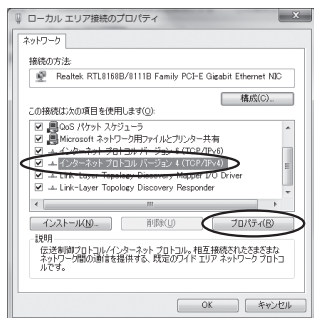 ローカル エリア接続のプロパティ
ネットワーク
接続の方法:
Realtek RTL8168B/8111B Family PCI-E Gigabit Ethernet NIC
構成(C)...
この接続は次の項目を使用します(O):
QoS パケット スケジューラ
Microsoft ネットワーク用ファイルとプリンター共有
インターネット プロトコル バージョン 6 (TCP/IPv6)
インターネット プロトコル バージョン 4 (TCP/IPv4)
Link-Layer Topology Discovery Mapper I/O Driver
Link-Layer Topology Discovery Responder
インストール(N)...
削除(U)
プロパティ(R)
説明
伝送制御プロトコル/インターネット プロトコル。相互接続されたさまざまな
ネットワーク間の通信を提供する、既定のワイド エリア ネットワーク プロトコ
ルです。
OK
キャンセル